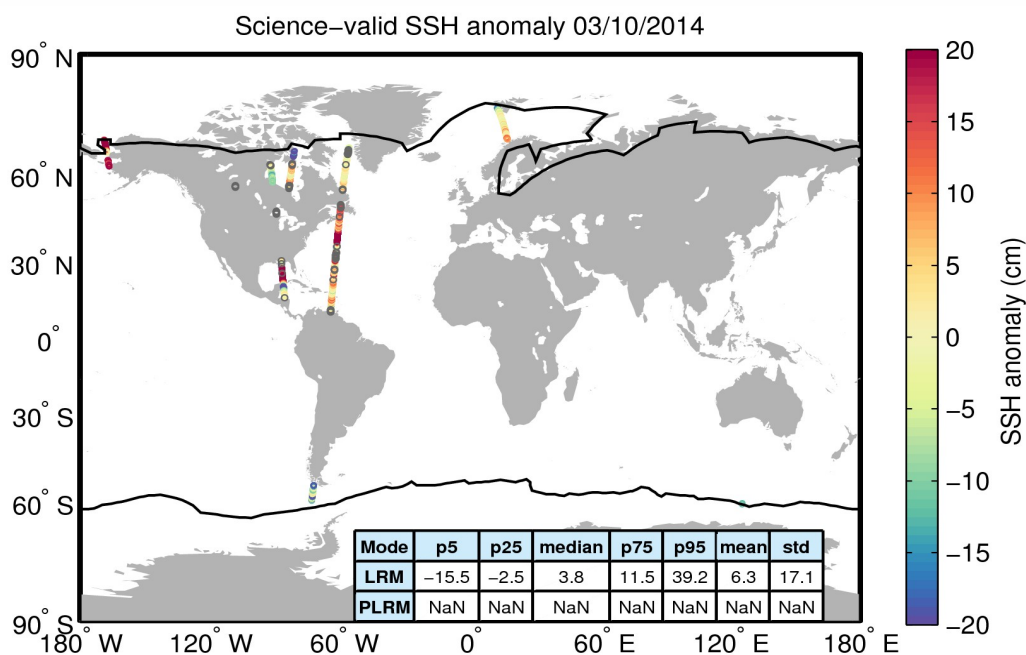 Science−valid SSH anomaly 03/10/2014
90° N
60° N
30° N
0°
30° S
60° S
90° S
180° W 120° W 60° W 0° 60° E 120° E 180° E
Mode p5 p25 median p75 p95 mean std
LRM −15.5 −2.5 3.8 11.5 39.2 6.3 17.1
PLRM NaN NaN NaN NaN NaN NaN NaN
20
15
10
5
0
−5
−10
−15
−20
SSH anomaly (cm)